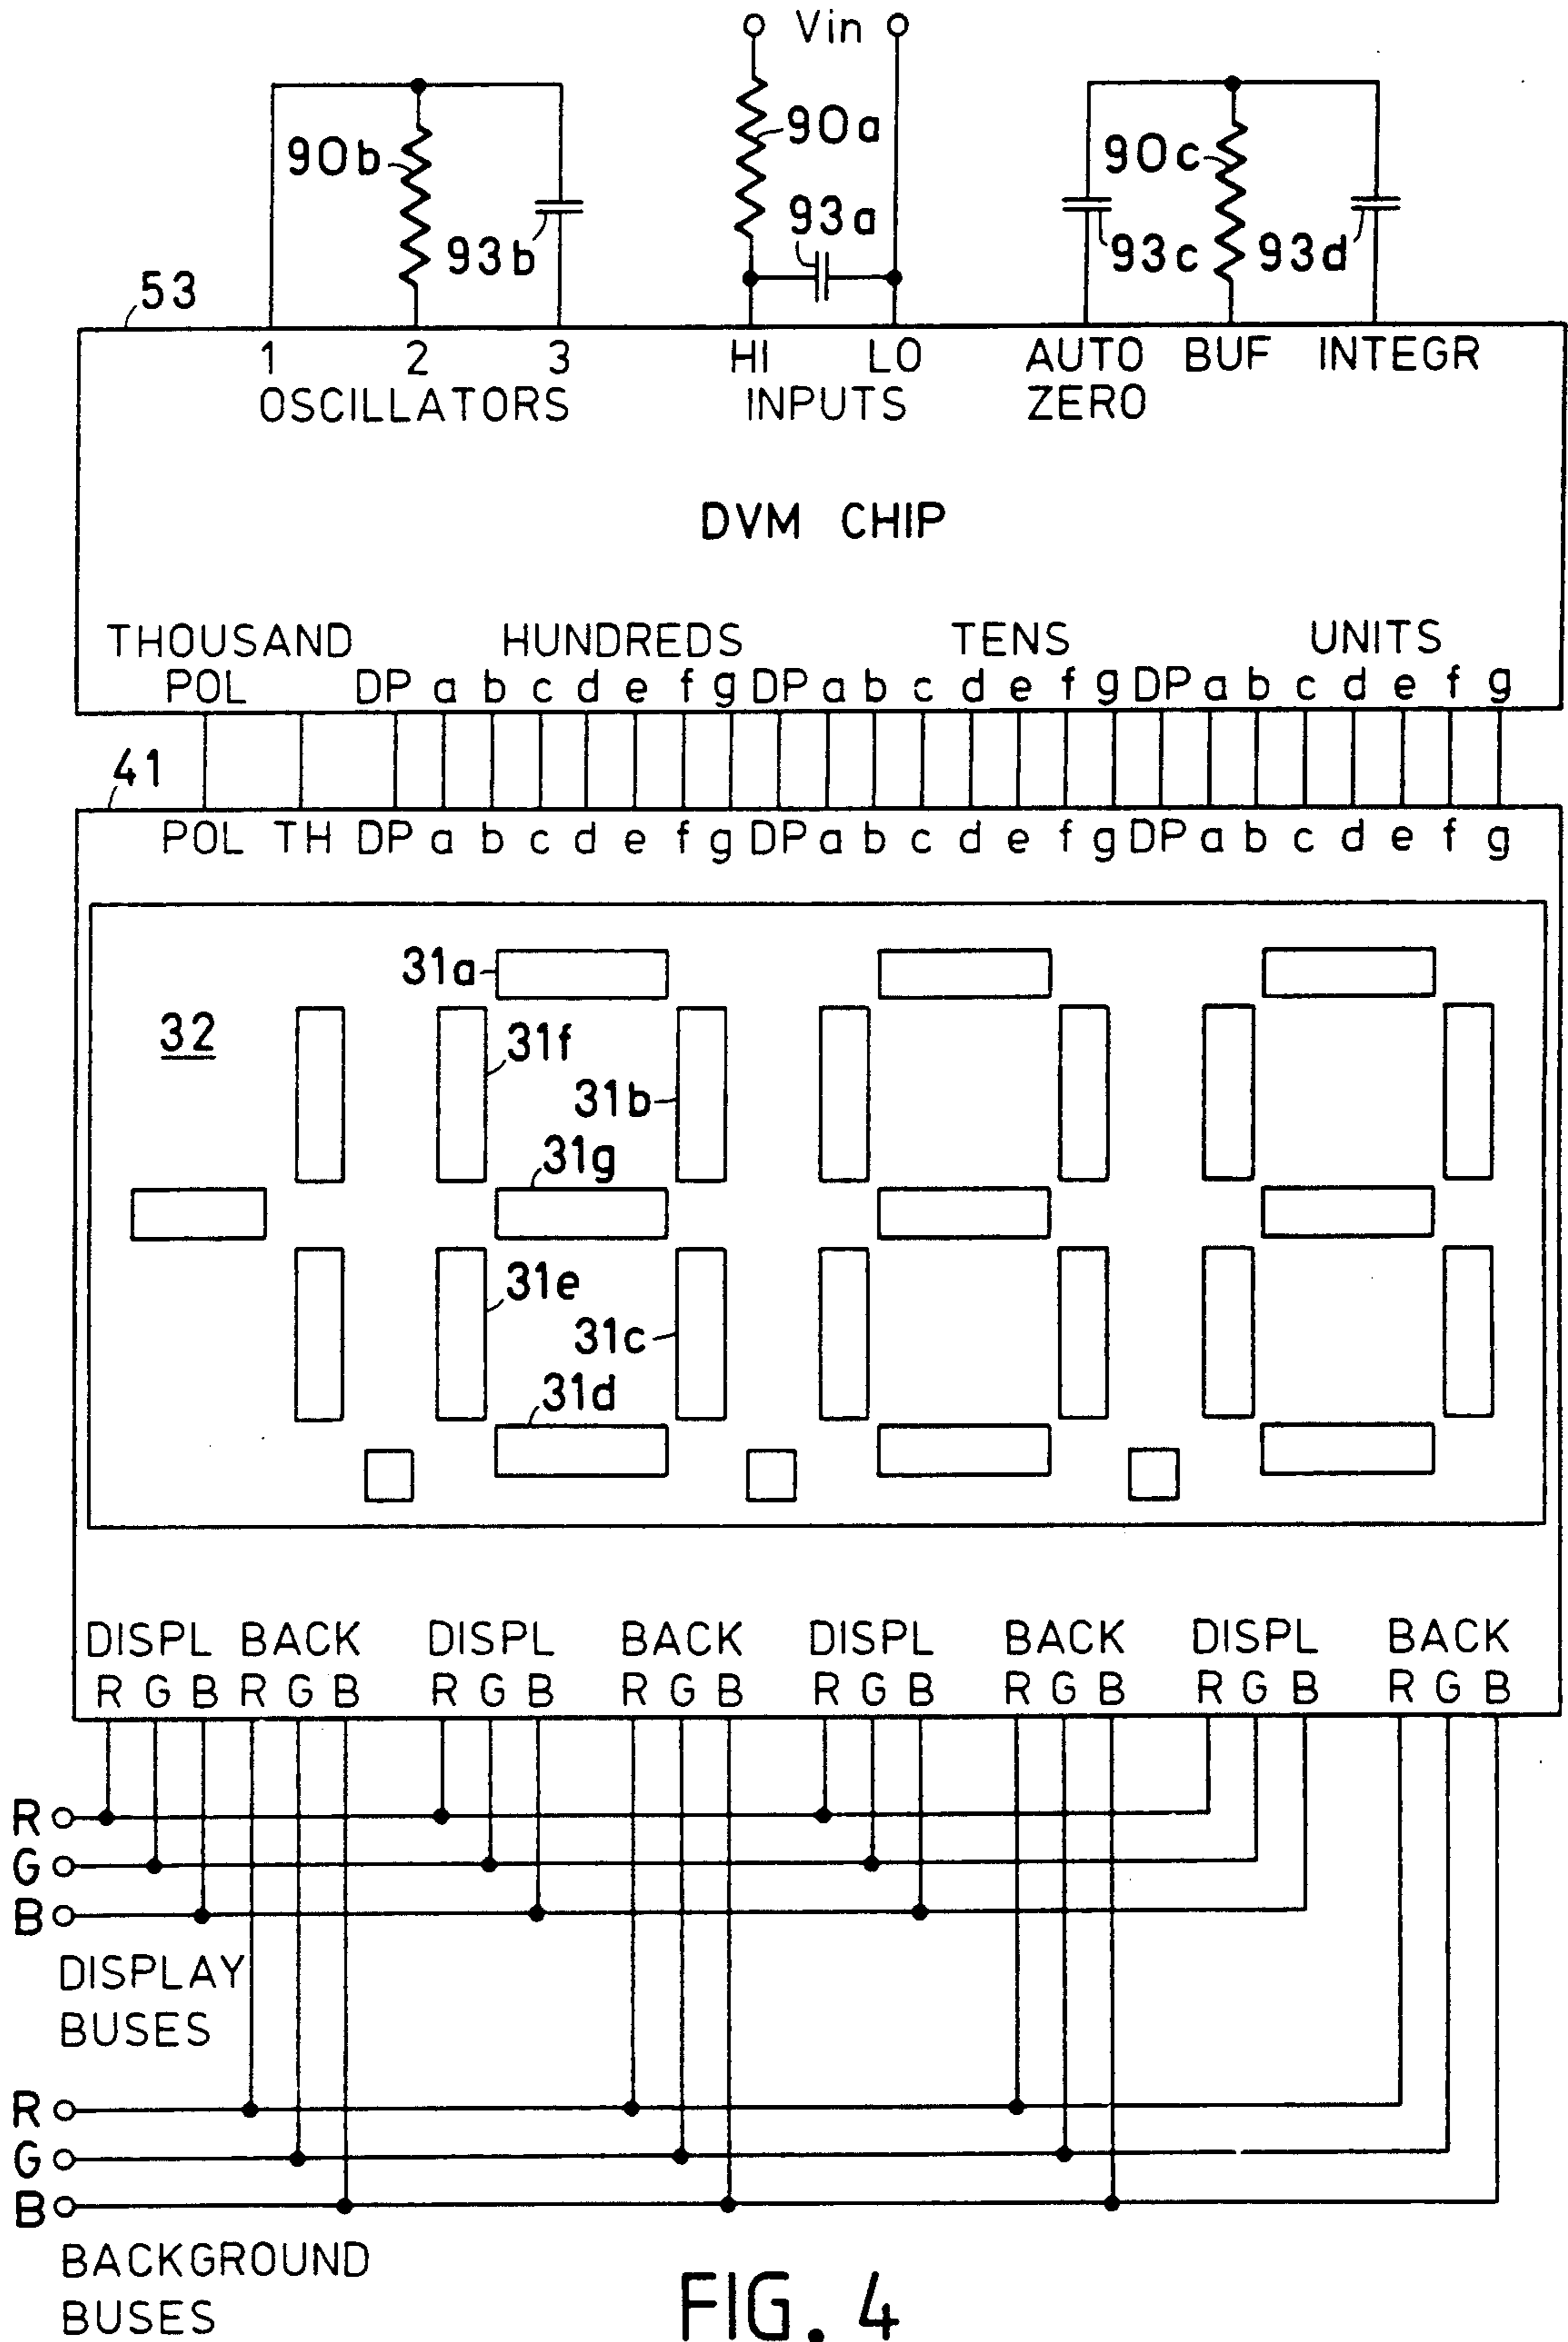 Vin
90b 90a 90c
93b 93a 93c 93d
53
1 2 3 HI LO AUTO BUF INTEGR
OSCILLATORS INPUTS ZERO
DVM CHIP
THOUSAND HUNDREDS TENS UNITS
POL DP a b c d e f g DP a b c d e f g DP a b c d e f g
41
POL TH DP a b c d e f g DP a b c d e f g DP a b c d e f g
31a
32 31f
31b
31g
31e
31c
31d
DISPL BACK DISPL BACK DISPL BACK DISPL BACK
R G B R G B R G B R G B R G B R G B R G B R G B
R
G
B
DISPLAY
BUSES
R
G
B
BACKGROUND
BUSES
FIG. 4